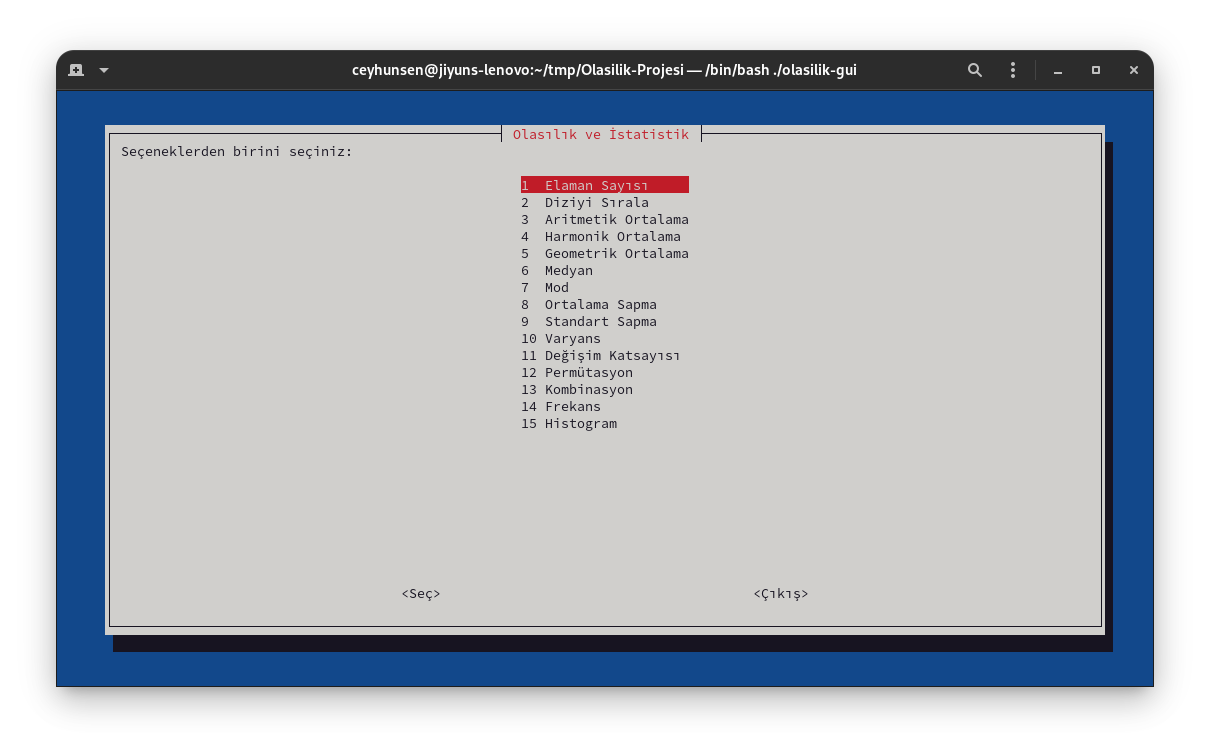 ceyhunsen@jiyuns-lenovo:~/tmp/Olasilik-Projesi — /bin/bash ./olasilik-gui
Olasılık ve İstatistik
Seçeneklerden birini seçiniz:
1 Elaman Sayısı
2 Diziyi Sırala
3 Aritmetik Ortalama
4 Harmonik Ortalama
5 Geometrik Ortalama
6 Medyan
7 Mod
8 Ortalama Sapma
9 Standart Sapma
10 Varyans
11 Değişim Katsayısı
12 Permütasyon
13 Kombinasyon
14 Frekans
15 Histogram
<Seç> <Çıkış>